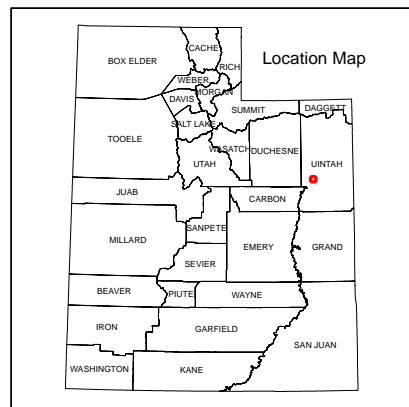 Location Map
CACHE
BOX ELDER
RICH
WEBER
MORGAN
DAVIS
SUMMIT
DAGGETT
SALT LAKE
TOOELE
WASATCH
DUCHESNE
UINTAH
UTAH
JUAB
CARBON
SANPETE
MILLARD
EMERY
GRAND
SEVIER
BEAVER
PIUTE
WAYNE
IRON
GARFIELD
SAN JUAN
WASHINGTON
KANE